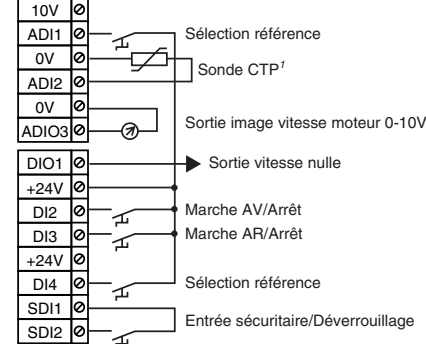 10V
ADI1 Sélection référence
0V
Sonde CTP¹
ADI2
0V
Sortie image vitesse moteur 0-10V
ADIO3
DIO1 Sortie vitesse nulle
+24V
DI2 Marche AV/Arrêt
DI3 Marche AR/Arrêt
+24V
DI4 Sélection référence
SDI1
Entrée sécuritaire/Déverrouillage
SDI2